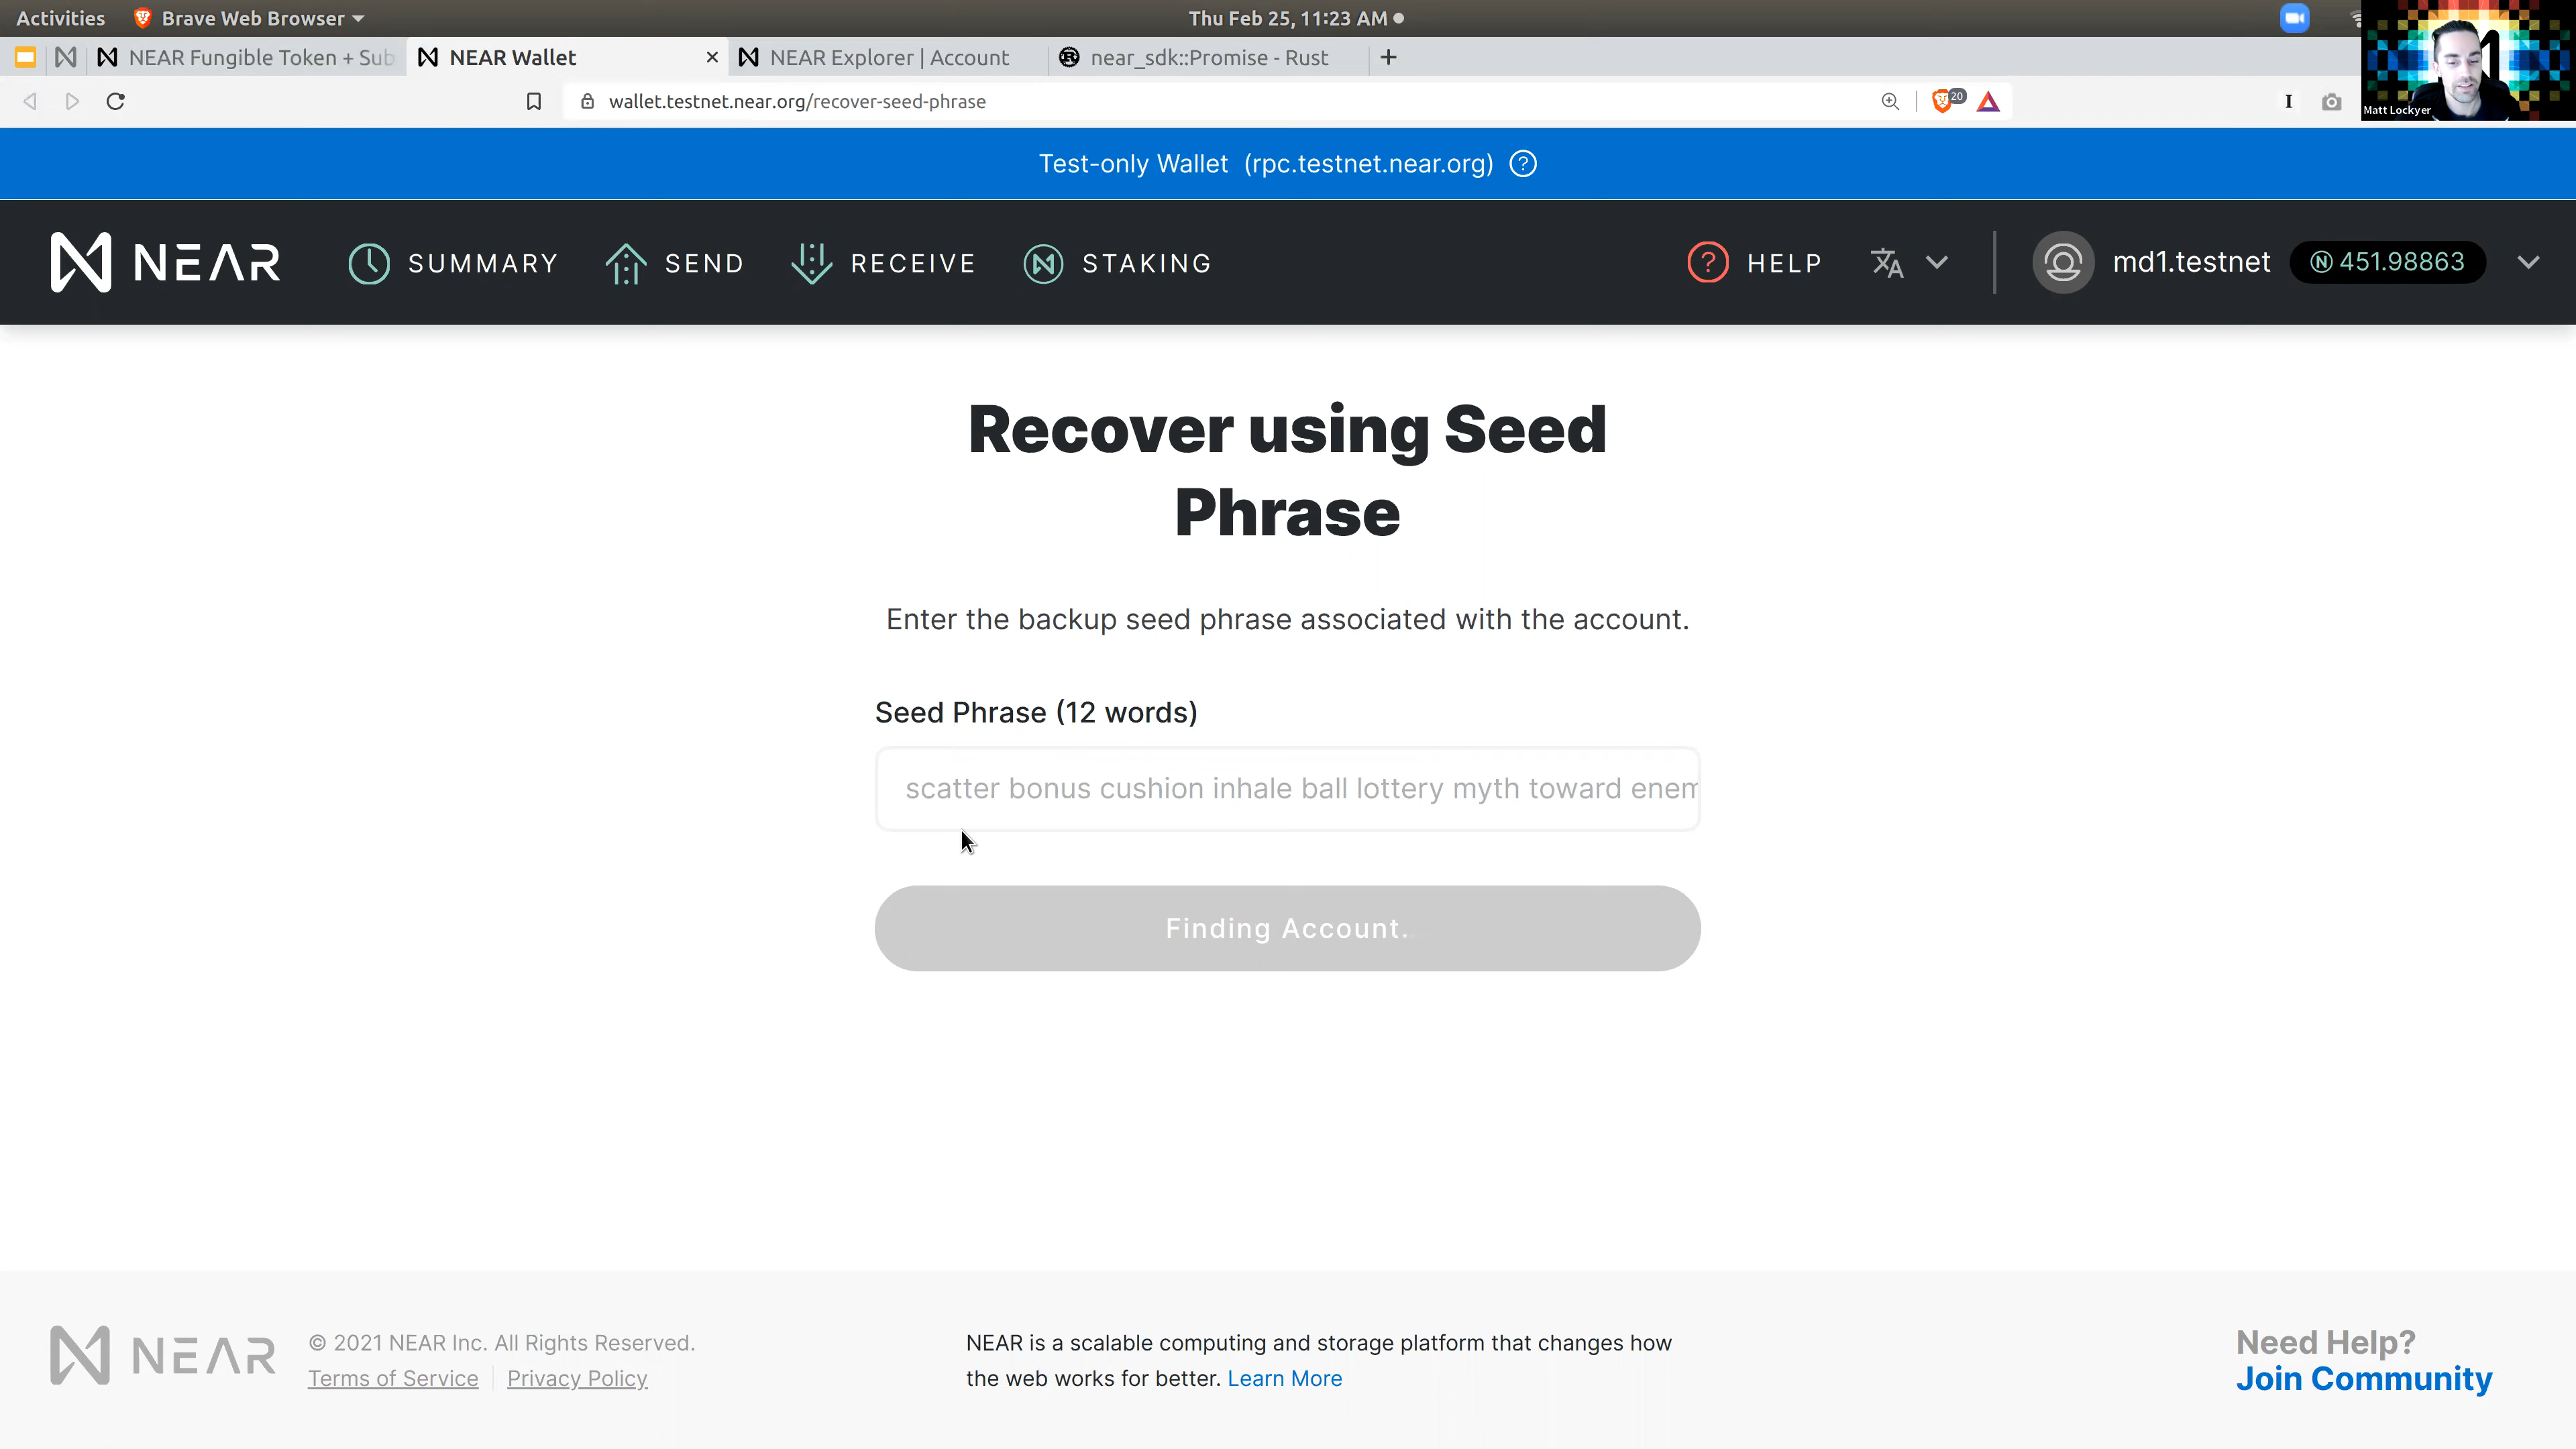 Activities Brave Web Browser Thu Feb 25, 11:23 AM
NEAR Fungible Token + Sub NEAR Wallet NEAR Explorer | Account near_sdk::Promise - Rust
wallet.testnet.near.org/recover-seed-phrase 20
Matt Lockyer
Test-only Wallet (rpc.testnet.near.org) ?
NEAR SUMMARY SEND RECEIVE STAKING ? HELP md1.testnet 451.98863
Recover using Seed
Phrase
Enter the backup seed phrase associated with the account.
Seed Phrase (12 words)
scatter bonus cushion inhale ball lottery myth toward enem
Finding Account.
NEAR © 2021 NEAR Inc. All Rights Reserved.
Terms of Service Privacy Policy
NEAR is a scalable computing and storage platform that changes how
the web works for better. Learn More
Need Help?
Join Community